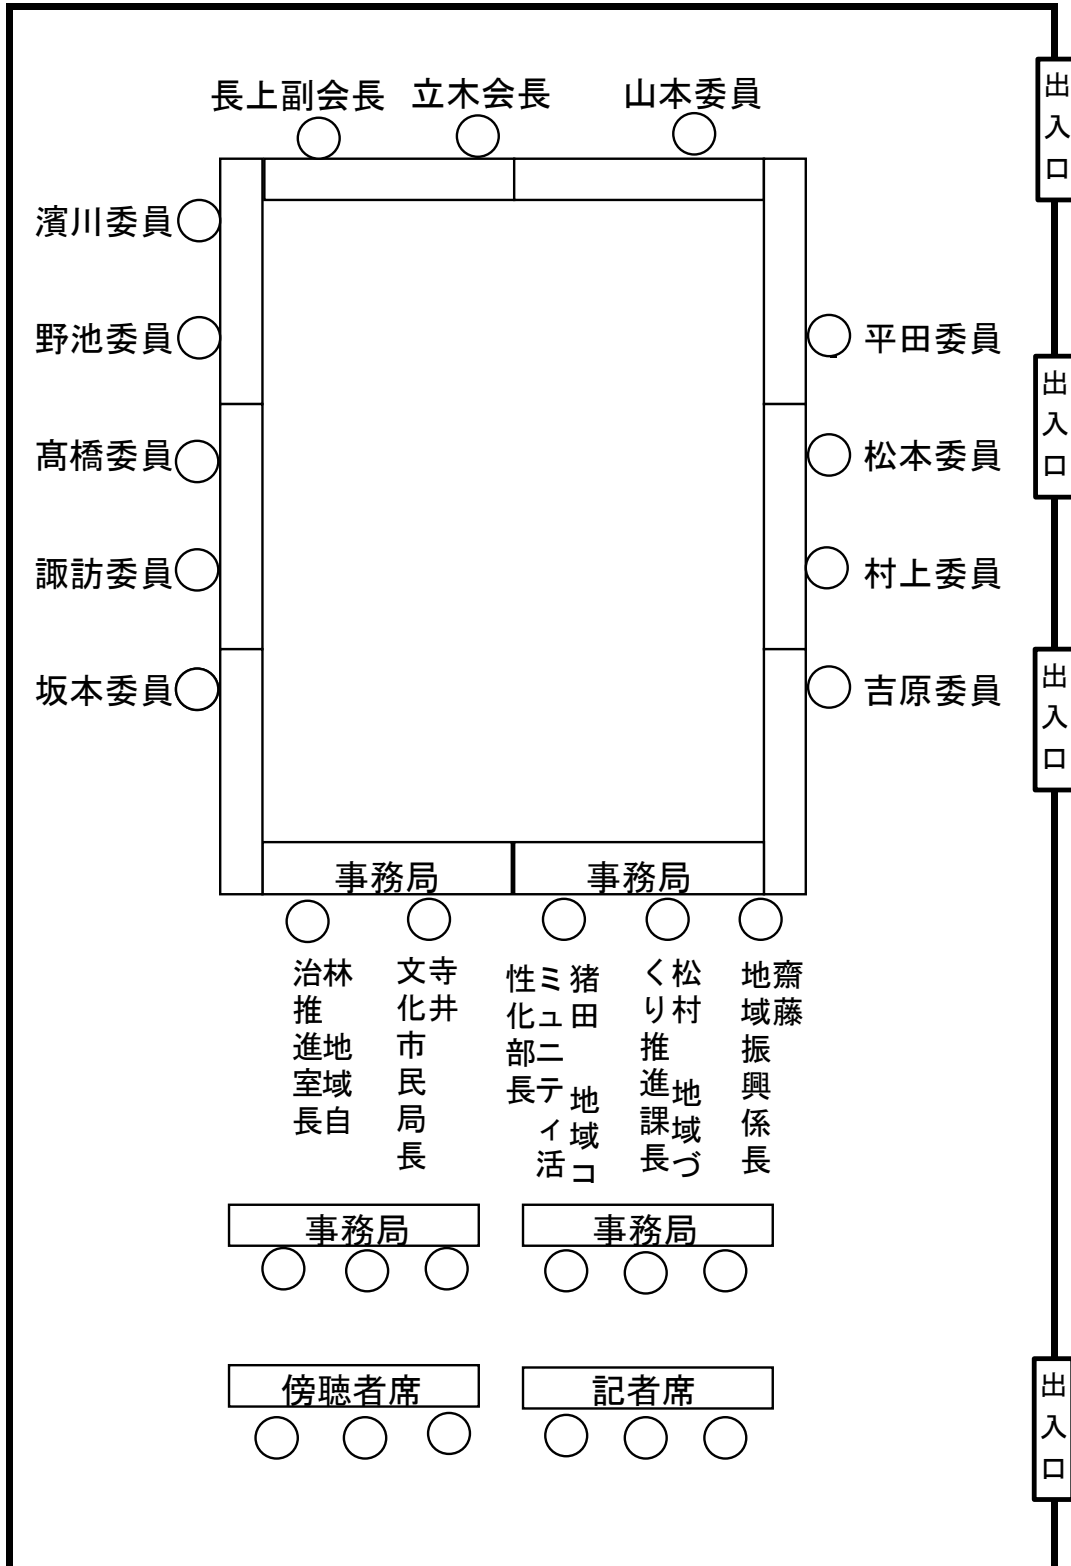 長上副会長
立木会長
山本委員
出入口
濱川委員
野池委員
平田委員
出入口
髙橋委員
松本委員
諏訪委員
村上委員
出入口
坂本委員
吉原委員
事務局
事務局
林　地域自
治推進室長
寺井
文化市民局長
猪田　地域コ
ミュニティ活
性化部長
松村　地域づ
くり推進課長
齋藤
地域振興係長
事務局
事務局
傍聴者席
記者席
出入口